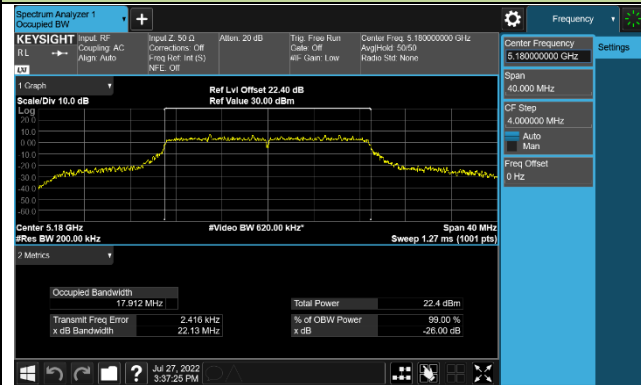 Spectrum Analyzer 1
Occupied BW
Frequency
KEYSIGHT
RL
LXI
Input: RF
Coupling: AC
Align: Auto
Input Z: 50 Ω
Corrections: Off
Freq Ref: Int (S)
NFE: Off
Atten: 20 dB
Trig: Free Run
Gate: Off
#IF Gain: Low
Center Freq: 5.180000000 GHz
Avg|Hold: 50/50
Radio Std: None
Center Frequency
5.180000000 GHz
Settings
Span
40.000 MHz
CF Step
4.000000 MHz
Auto
Man
Freq Offset
0 Hz
1 Graph
Scale/Div 10.0 dB
Ref Lvl Offset 22.40 dB
Ref Value 30.00 dBm
Log
20.0
10.0
0.00
-10.0
-20.0
-30.0
-40.0
-50.0
-60.0
Center 5.18 GHz
#Video BW 620.00 kHz*
Span 40 MHz
#Res BW 200.00 kHz
Sweep 1.27 ms (1001 pts)
2 Metrics
Occupied Bandwidth
17.912 MHz
Total Power 22.4 dBm
Transmit Freq Error 2.416 kHz
% of OBW Power 99.00 %
x dB Bandwidth 22.13 MHz
x dB -26.00 dB
?
Jul 27, 2022
3:37:25 PM